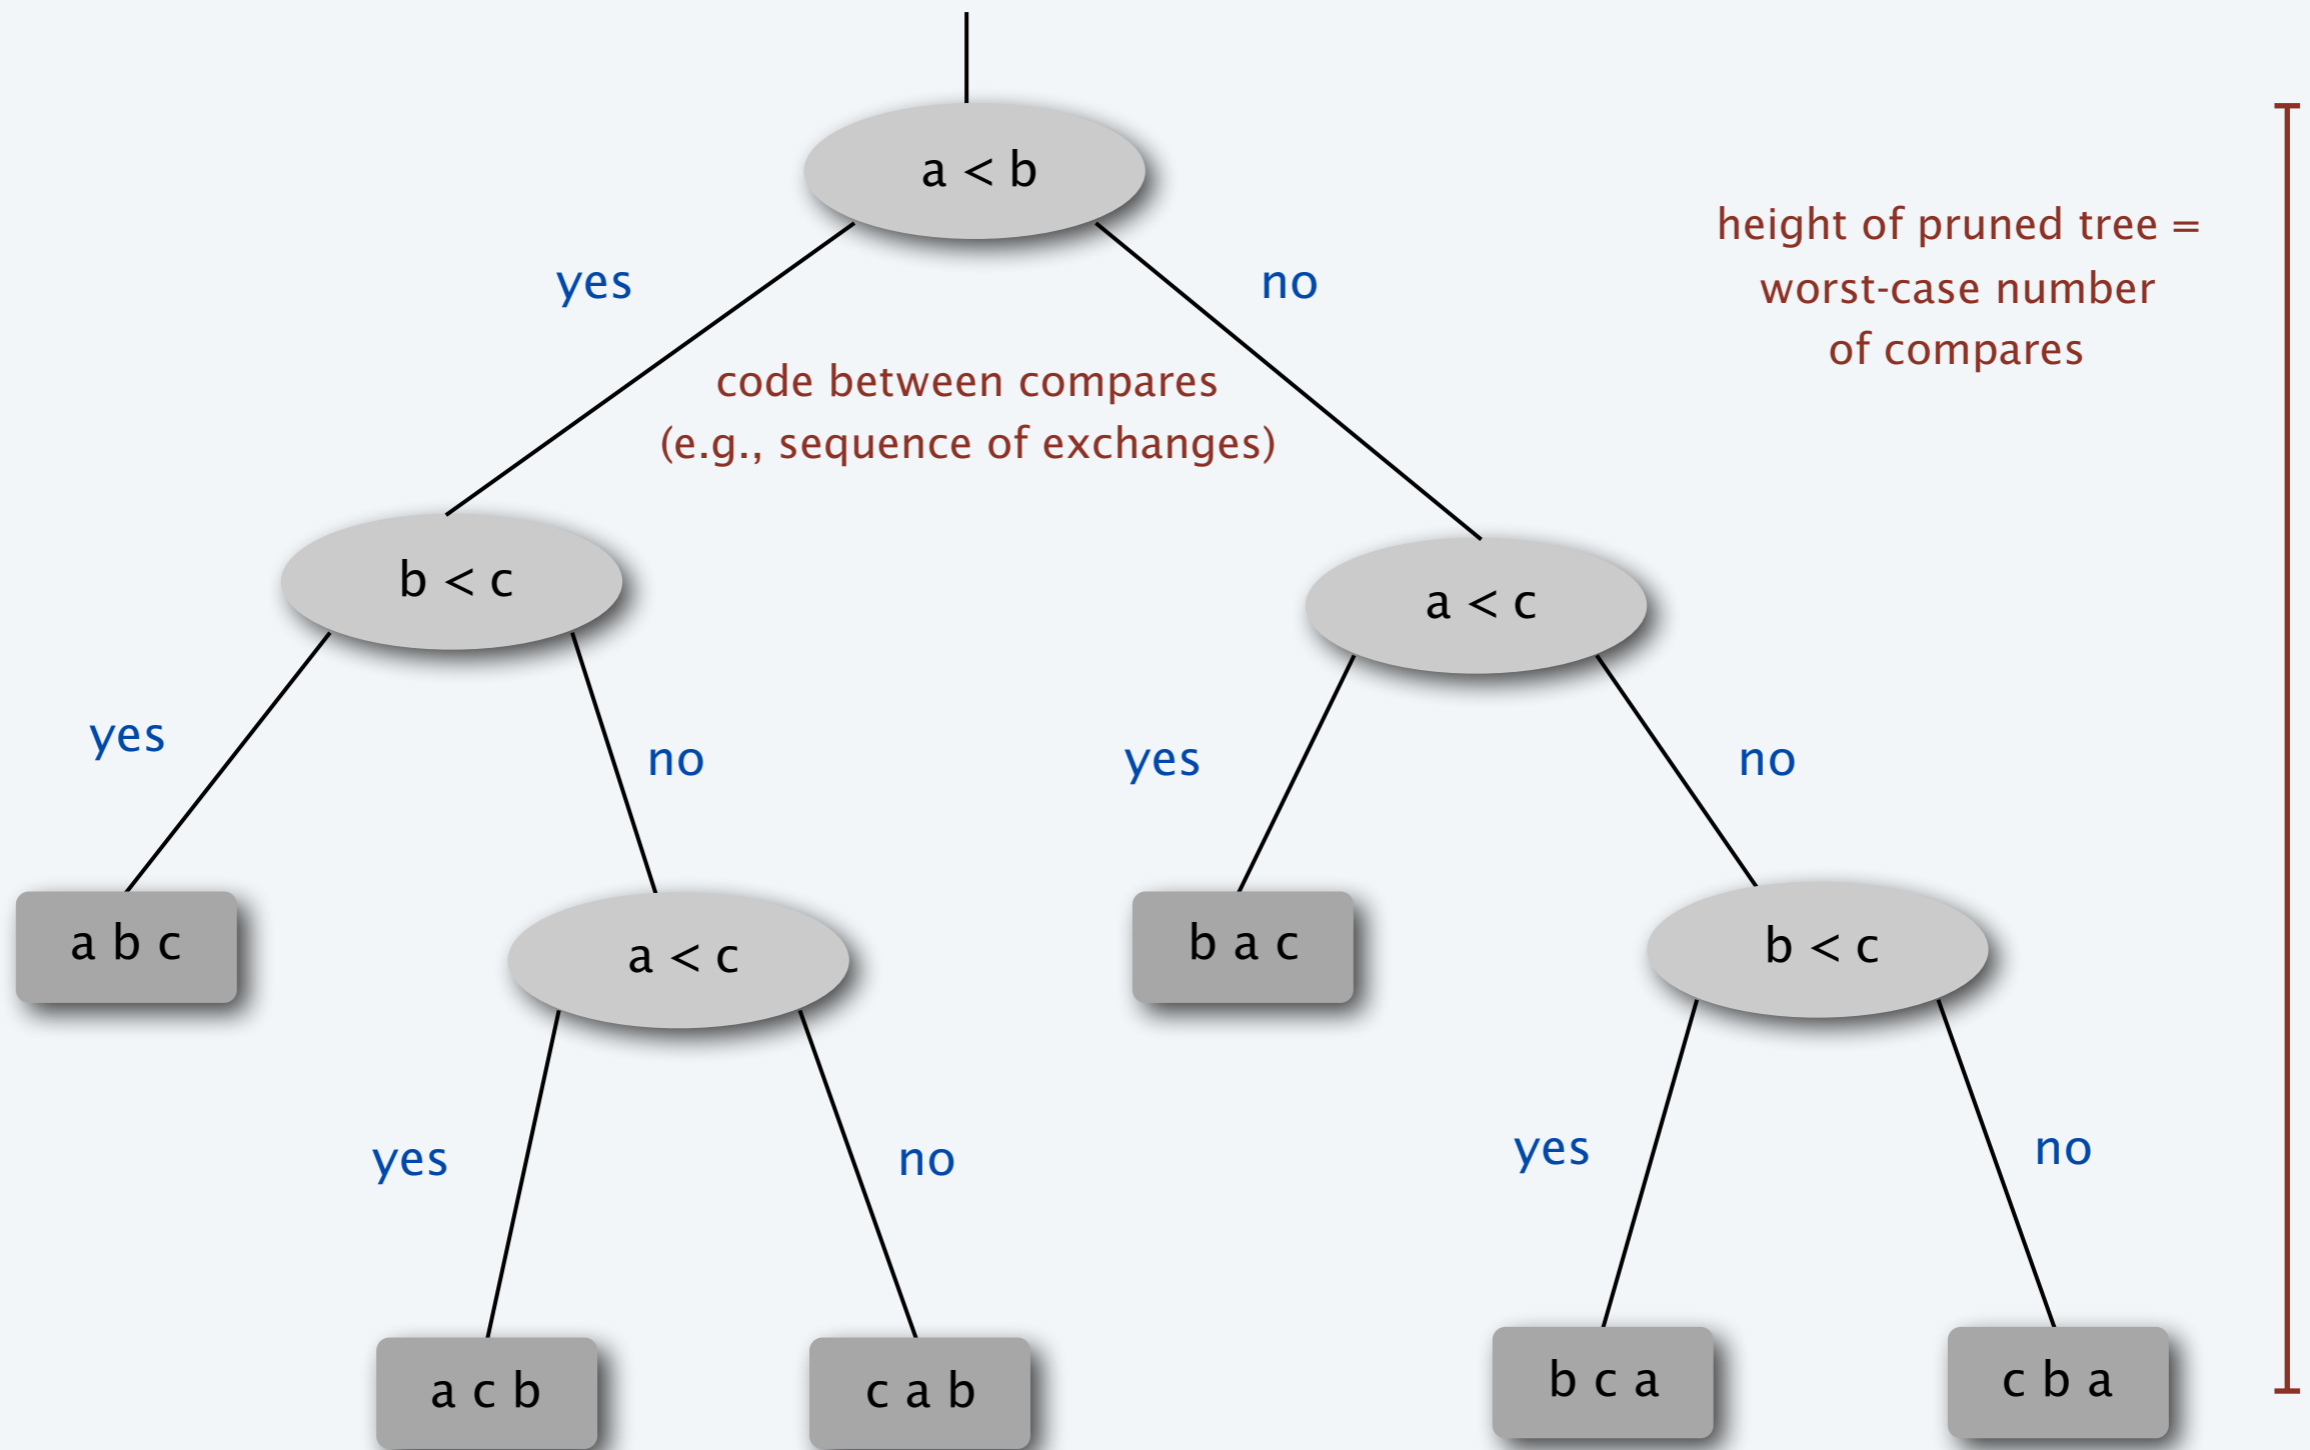 a < b
height of pruned tree =
worst-case number
of compares
yes
no
code between compares
(e.g., sequence of exchanges)
b < c
a < c
yes
no
yes
no
a b c
a < c
b a c
b < c
yes
no
yes
no
a c b
c a b
b c a
c b a